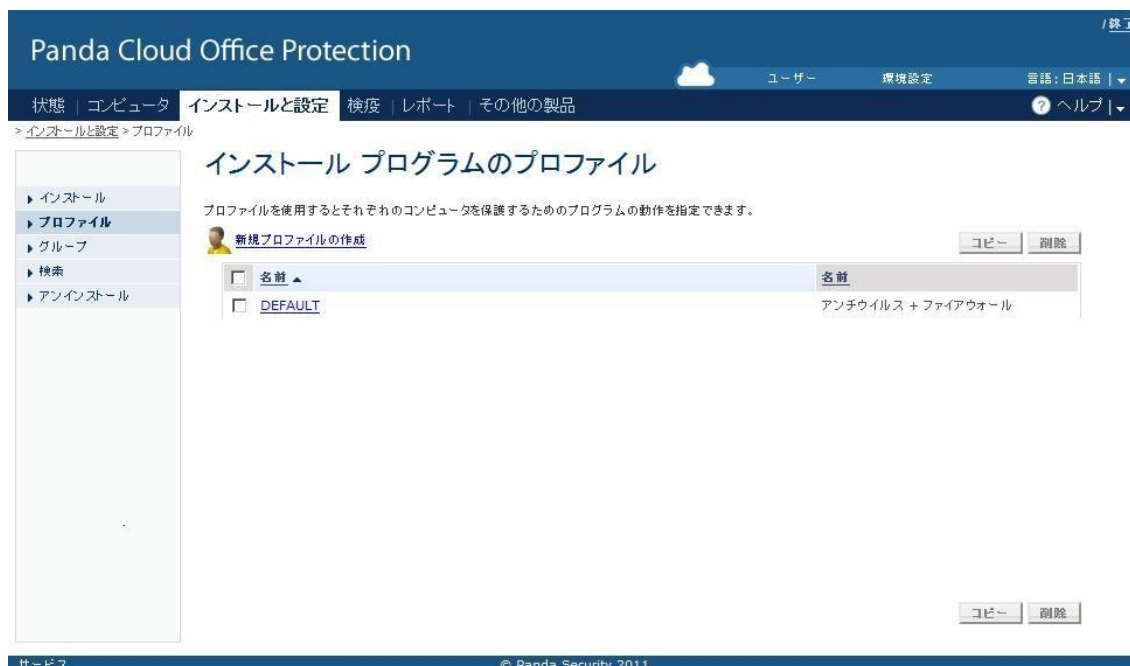 /終了
Panda Cloud Office Protection
ユーザー 環境設定 言語:日本語 |
状態 | コンピュータ インストールと設定 検疫 | レポート | その他の製品 ? ヘルプ |
> インストールと設定 > プロファイル
インストール プログラムのプロファイル
インストール
プロファイル
グループ
検索
アンインストール
プロファイルを使用するとそれぞれのコンピュータを保護するためのプログラムの動作を指定できます。
新規プロファイルの作成
コピー 削除
名前 名前
DEFAULT アンチウイルス + ファイアウォール
コピー 削除
サービス © Panda Security 2011